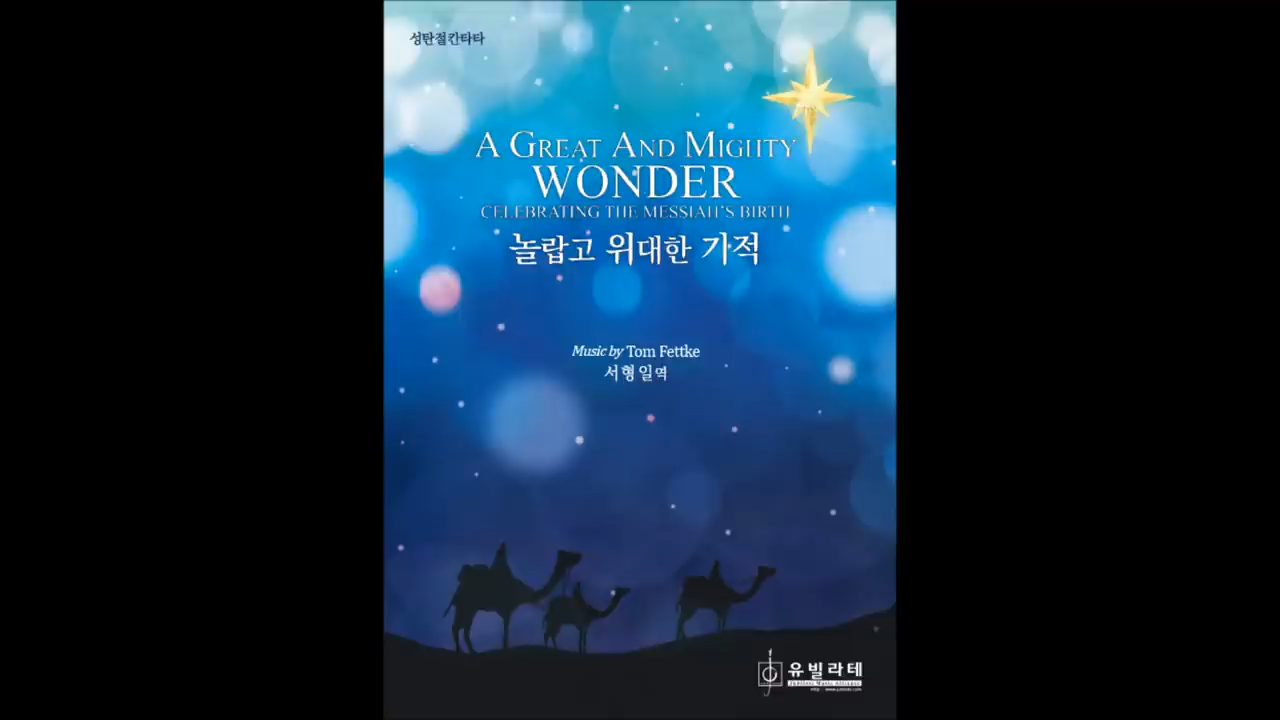 성탄절칸타타
A GREAT AND MIGHTY
WONDER
CELEBRATING THE MESSIAH'S BIRTH
놀랍고 위대한 기적
Music by Tom Fettke
서형일역
유빌라테